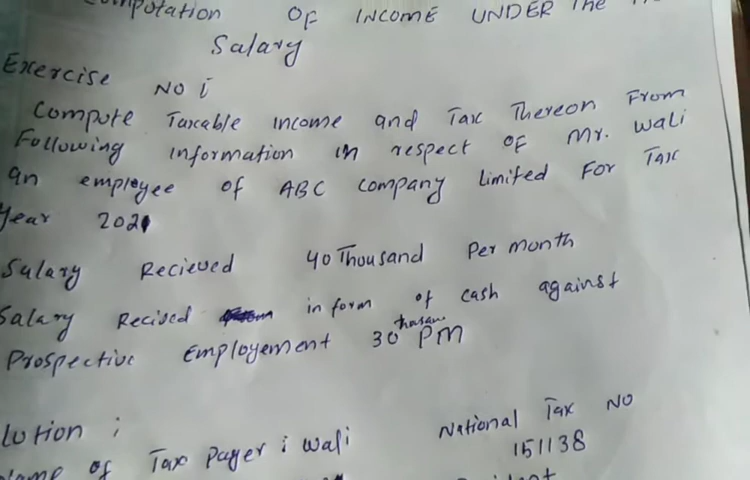 OF INCOME UNDER The
Salary
Exercise NO i
Compute Taxable income and Tax Thereon From
Following information in respect of Mr. Wali
an employee of ABC company limited For Tax
Year 2021
Salary Recieved 40 Thousand Per month
Salary Recived in form of cash against
Prospective Employement 30 PM
National Tax NO
Tax Payer : Wali 151138
of